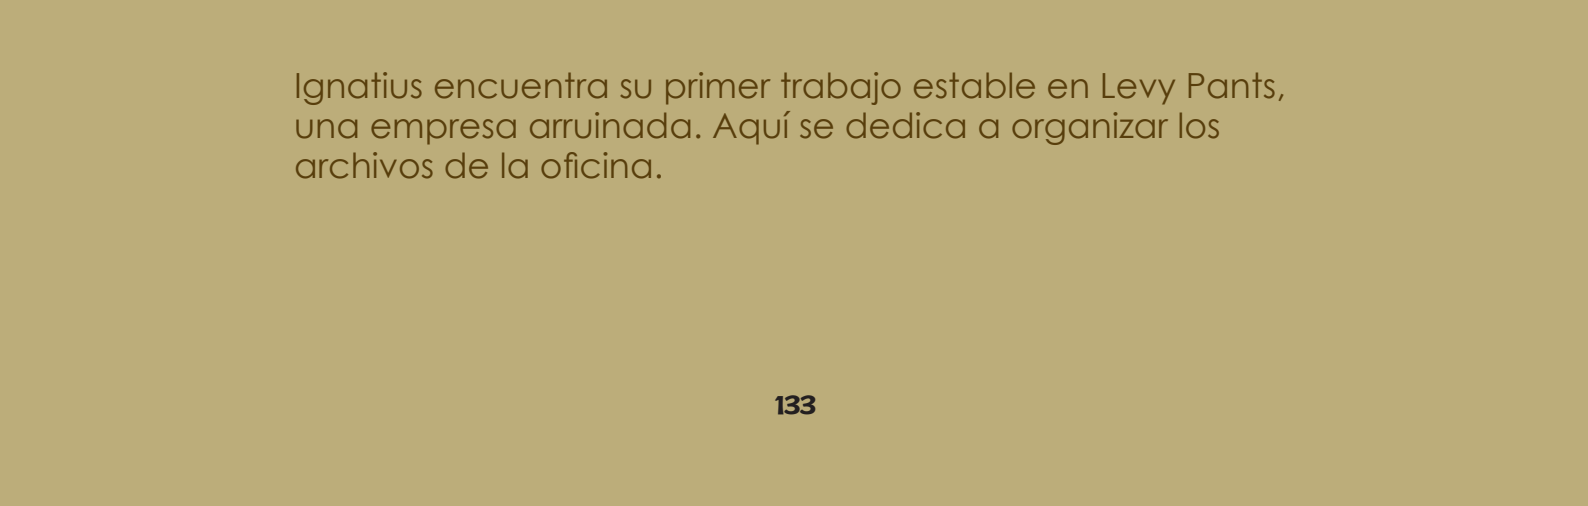 Ignatius encuentra su primer trabajo estable en Levy Pants,
una empresa arruinada. Aquí se dedica a organizar los
archivos de la oficina.
133